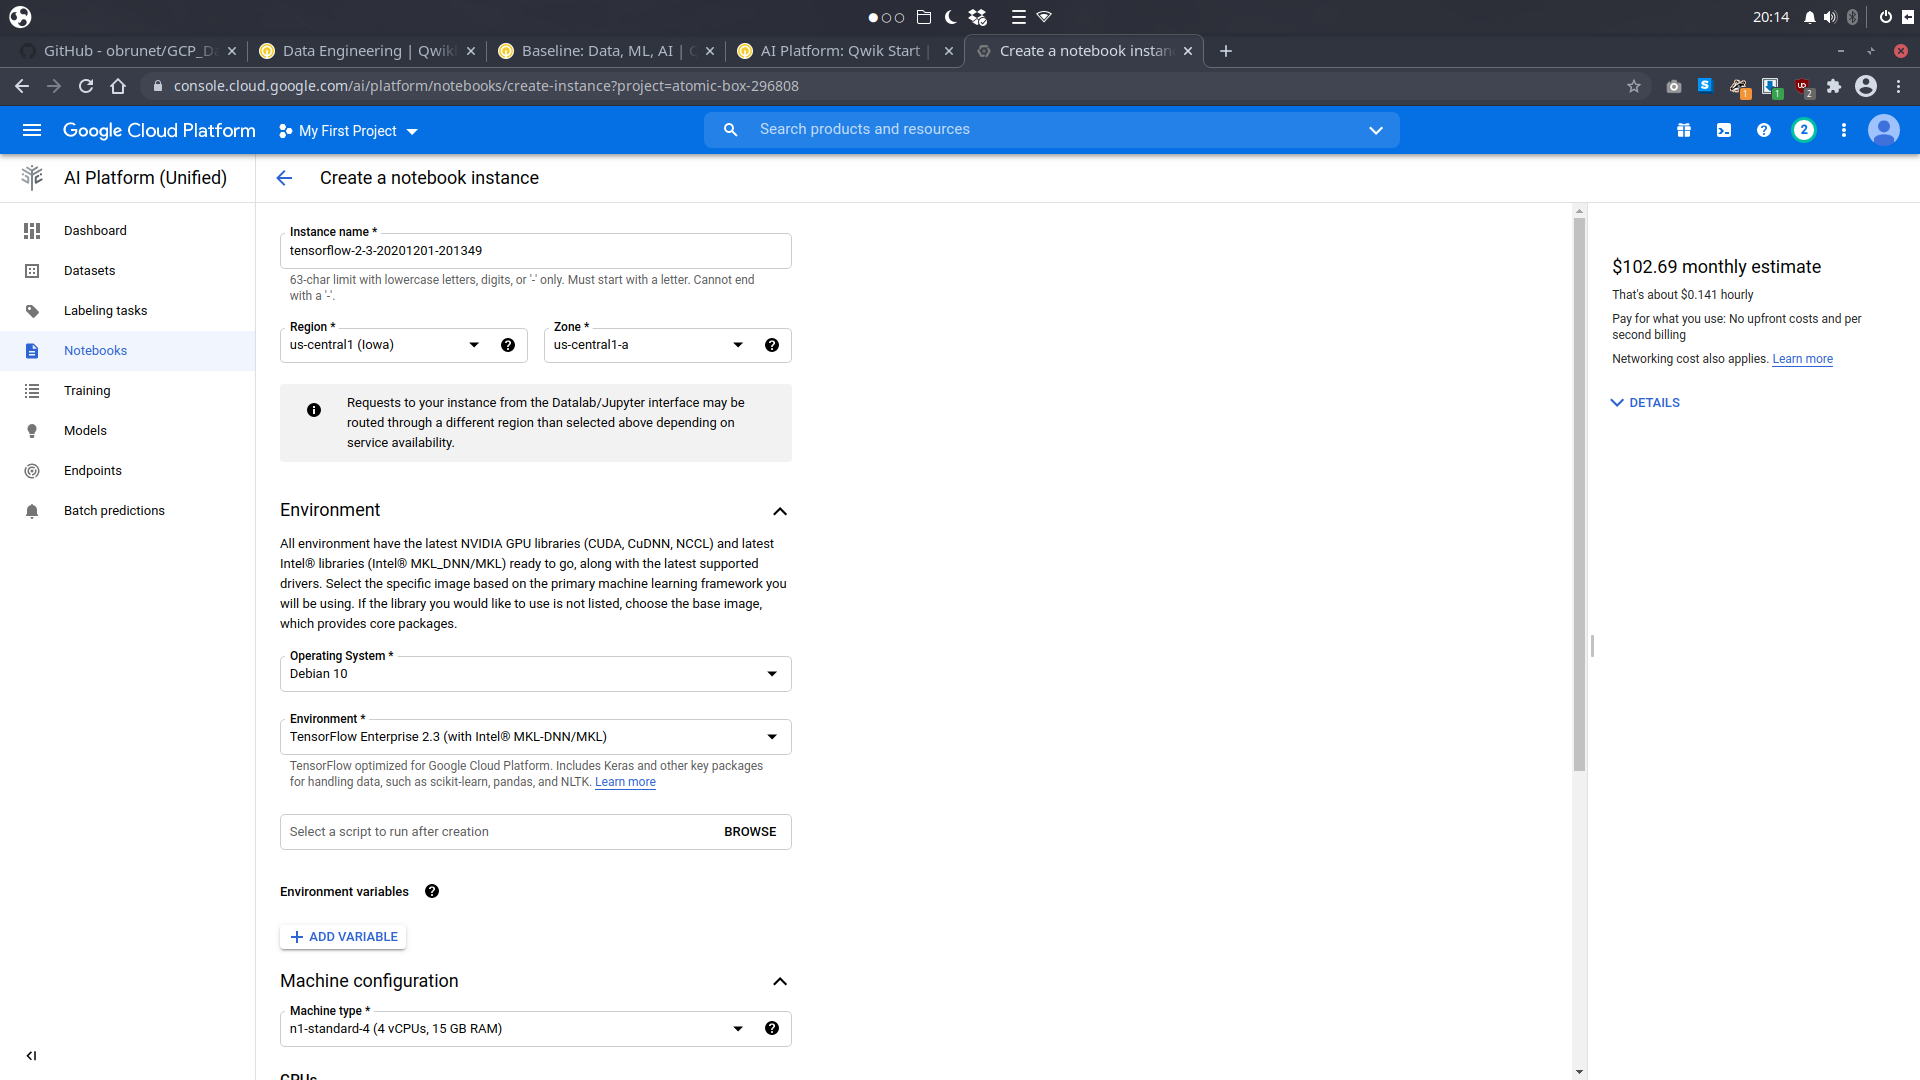 20:14
GitHub - obrunet/GCP_Da
Data Engineering | Qwikl
Baseline: Data, ML, AI | Q
AI Platform: Qwik Start |
Create a notebook instan
console.cloud.google.com/ai/platform/notebooks/create-instance?project=atomic-box-296808
1
1
2
Google Cloud Platform
My First Project
Search products and resources
2
AI Platform (Unified)
Create a notebook instance
Dashboard
Datasets
Labeling tasks
Notebooks
Training
Models
Endpoints
Batch predictions
Instance name *
tensorflow-2-3-20201201-201349
63-char limit with lowercase letters, digits, or '-' only. Must start with a letter. Cannot end
with a '-'.
Region *
us-central1 (Iowa)
Zone *
us-central1-a
Requests to your instance from the Datalab/Jupyter interface may be
routed through a different region than selected above depending on
service availability.
Environment
All environment have the latest NVIDIA GPU libraries (CUDA, CuDNN, NCCL) and latest
Intel® libraries (Intel® MKL_DNN/MKL) ready to go, along with the latest supported
drivers. Select the specific image based on the primary machine learning framework you
will be using. If the library you would like to use is not listed, choose the base image,
which provides core packages.
Operating System *
Debian 10
Environment *
TensorFlow Enterprise 2.3 (with Intel® MKL-DNN/MKL)
TensorFlow optimized for Google Cloud Platform. Includes Keras and other key packages
for handling data, such as scikit-learn, pandas, and NLTK. Learn more
Select a script to run after creation
BROWSE
Environment variables
ADD VARIABLE
Machine configuration
Machine type *
n1-standard-4 (4 vCPUs, 15 GB RAM)
$102.69 monthly estimate
That's about $0.141 hourly
Pay for what you use: No upfront costs and per
second billing
Networking cost also applies. Learn more
DETAILS